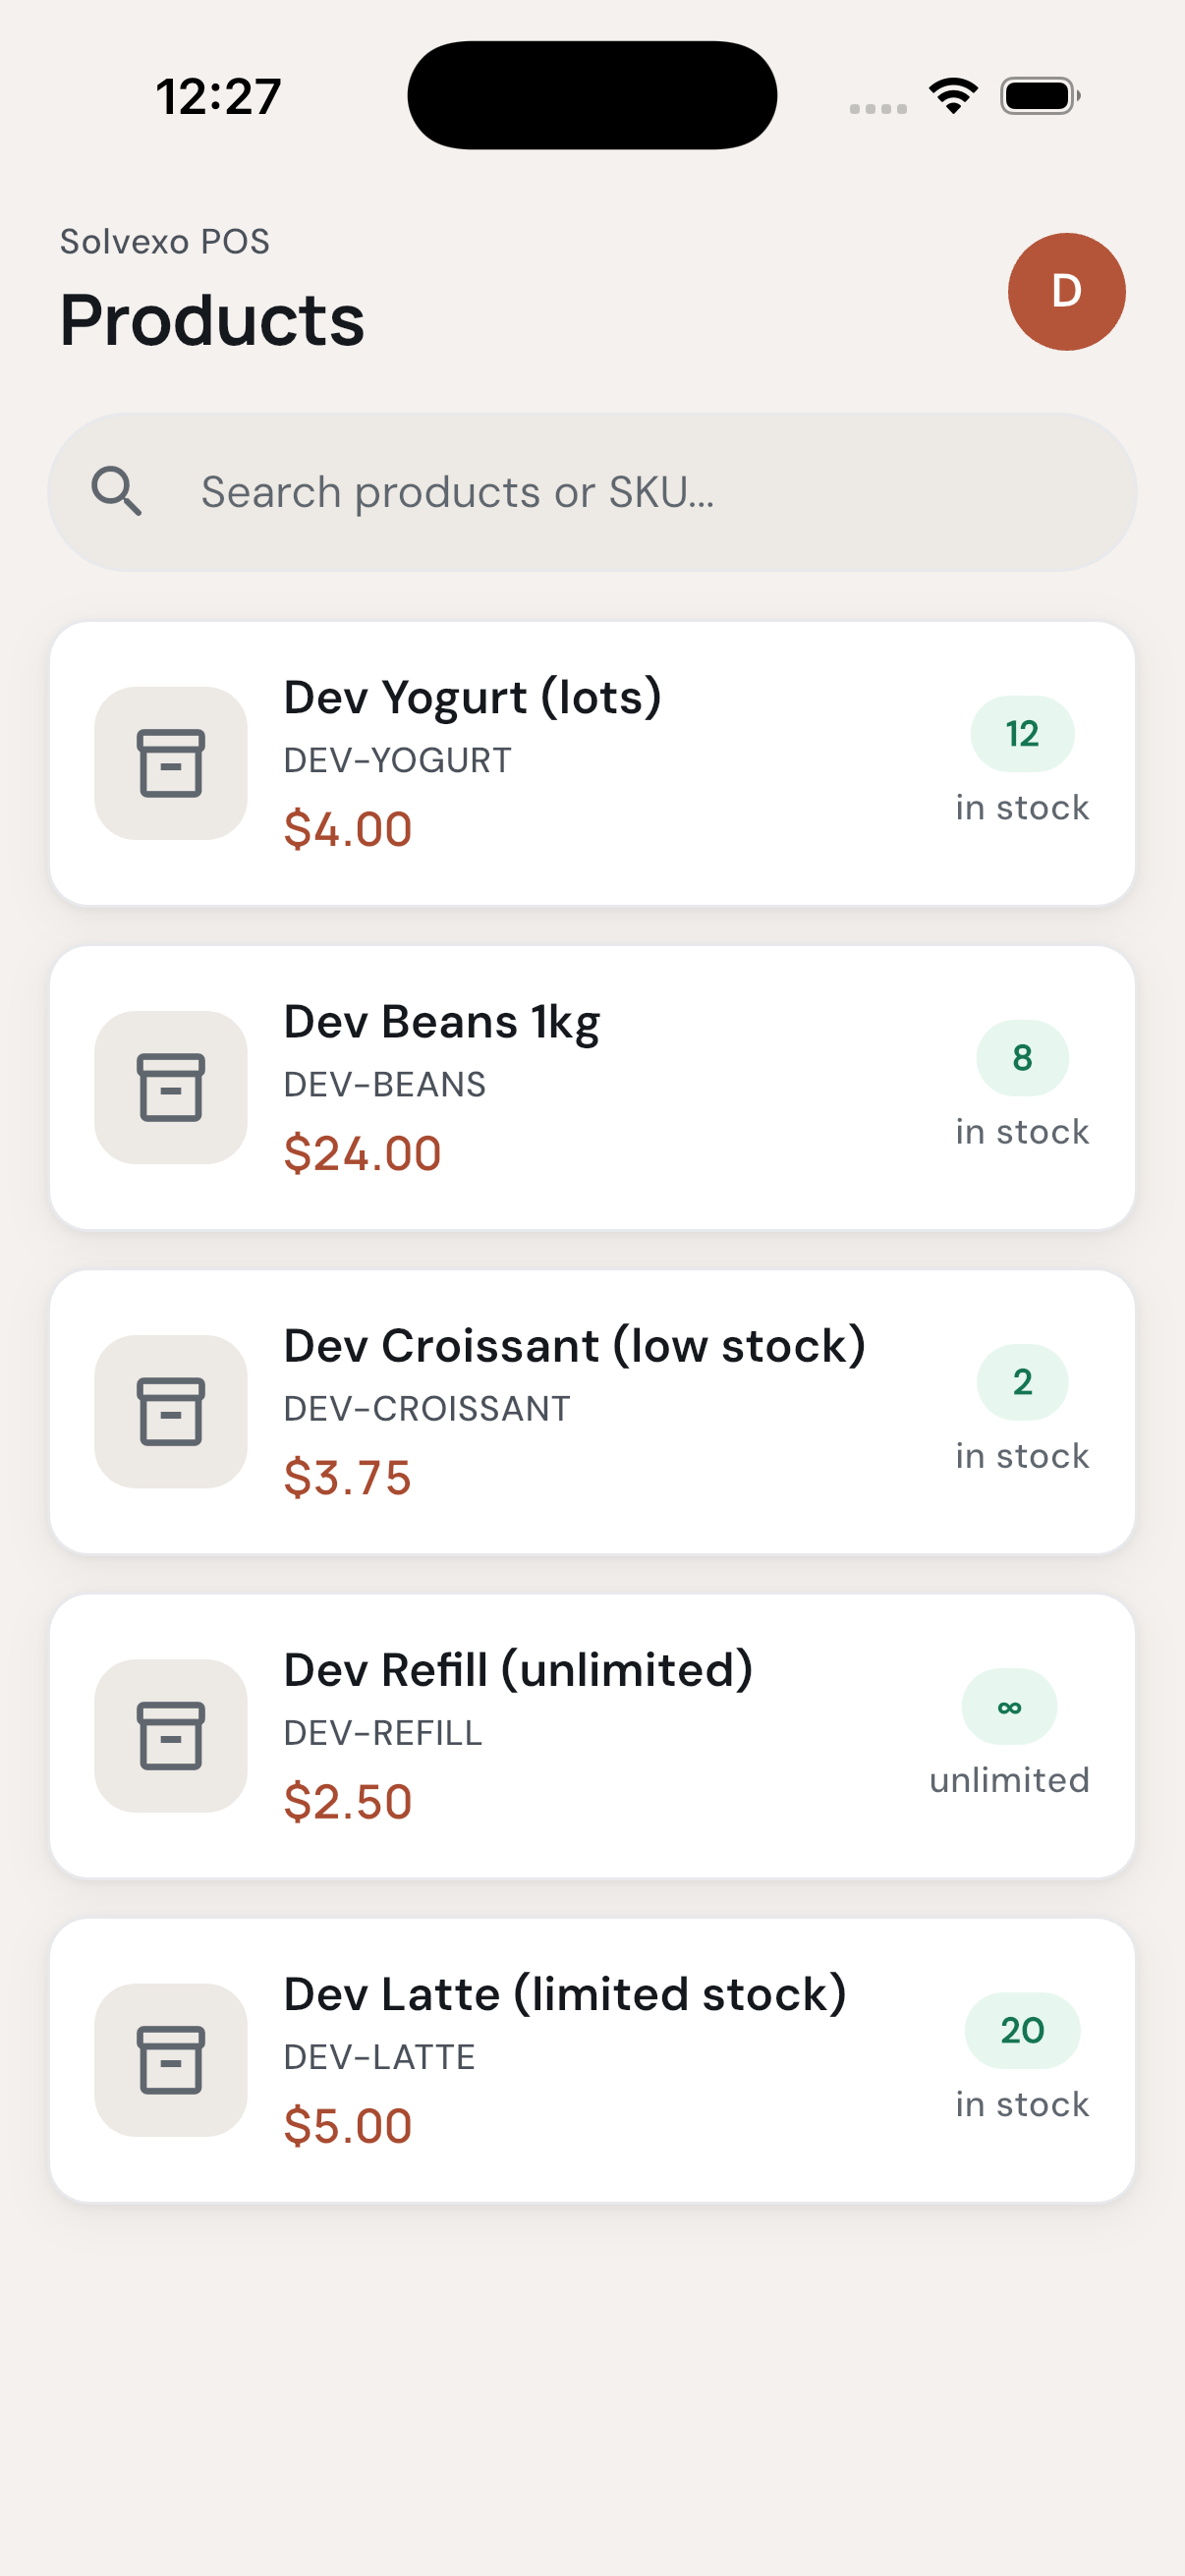 12:27
Solvexo POS
Products
D
Search products or SKU...
Dev Yogurt (lots)
DEV-YOGURT
$4.00
12
in stock
Dev Beans 1kg
DEV-BEANS
$24.00
8
in stock
Dev Croissant (low stock)
DEV-CROISSANT
$3.75
2
in stock
Dev Refill (unlimited)
DEV-REFILL
$2.50
∞
unlimited
Dev Latte (limited stock)
DEV-LATTE
$5.00
20
in stock